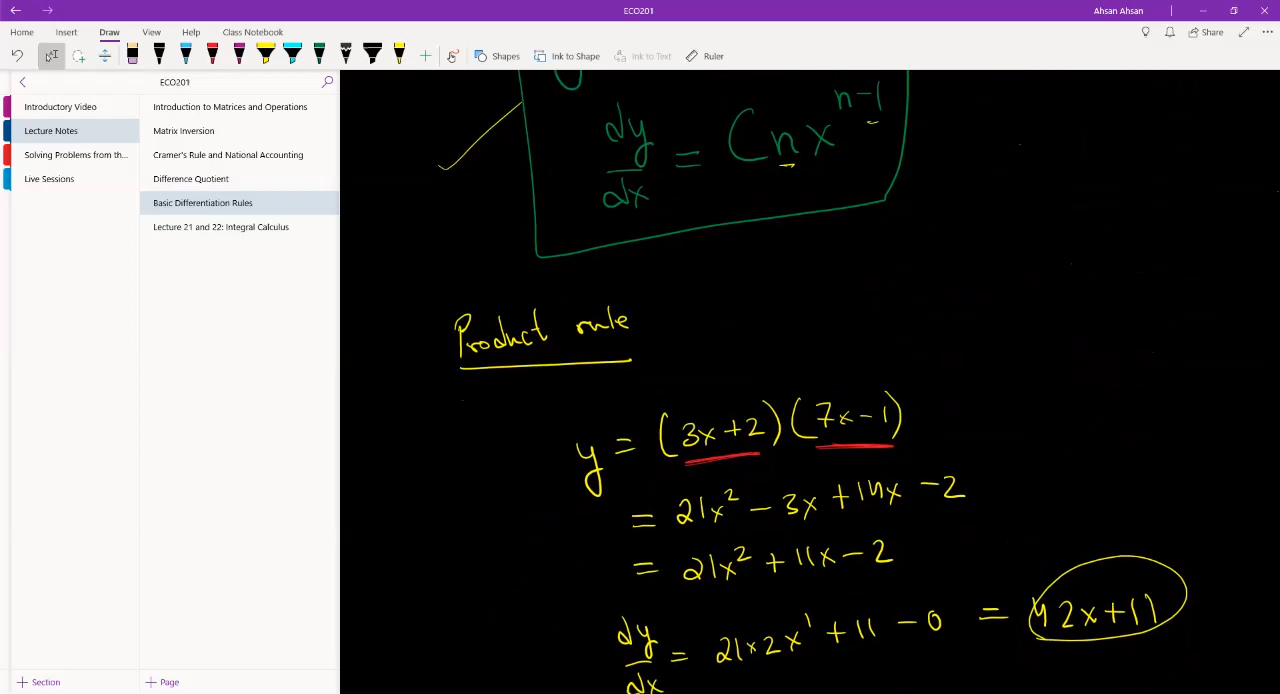 ECO201
Ahsan Ahsan
Home Insert Draw View Help Class Notebook
Share
Shapes Ink to Shape Ink to Text Ruler
ECO201
Introductory Video
Lecture Notes
Solving Problems from th...
Live Sessions
Introduction to Matrices and Operations
Matrix Inversion
Cramer's Rule and National Accounting
Difference Quotient
Basic Differentiation Rules
Lecture 21 and 22: Integral Calculus
dy/dx = Cnx^(n-1)
Product rule
y = (3x+2)(7x-1)
= 21x² - 3x + 14x - 2
= 21x² + 11x - 2
dy/dx = 21×2x¹ + 11 - 0 = 42x+11
Section
Page